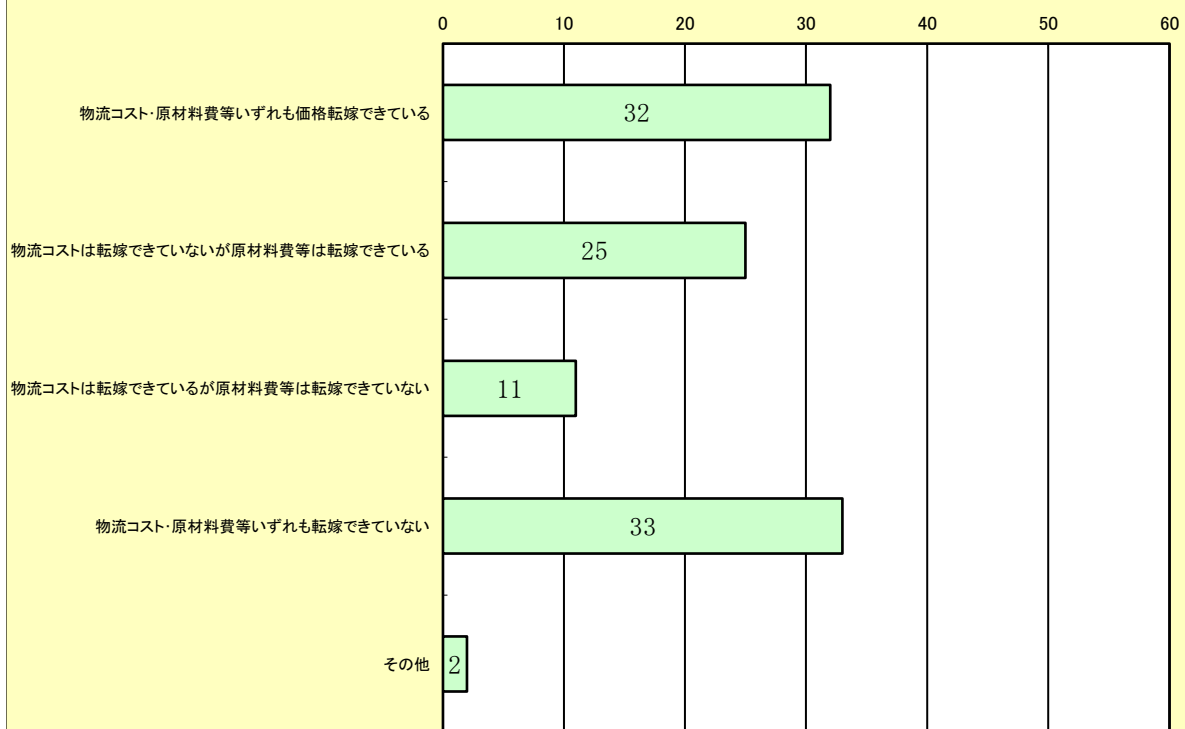 0 10 20 30 40 50 60
物流コスト・原材料費等いずれも価格転嫁できている
32
物流コストは転嫁できていないが原材料費等は転嫁できている
25
物流コストは転嫁できているが原材料費等は転嫁できていない
11
物流コスト・原材料費等いずれも転嫁できていない
33
その他
2